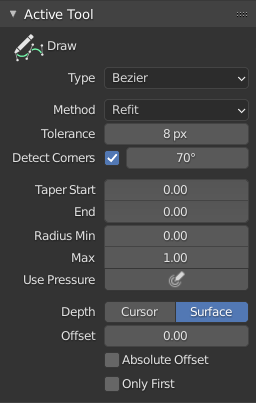 Active Tool
Draw
Type Bezier
Method Refit
Tolerance 8 px
Detect Corners 70°
Taper Start 0.00
End 0.00
Radius Min 0.00
Max 1.00
Use Pressure
Depth Cursor Surface
Offset 0.00
Absolute Offset
Only First